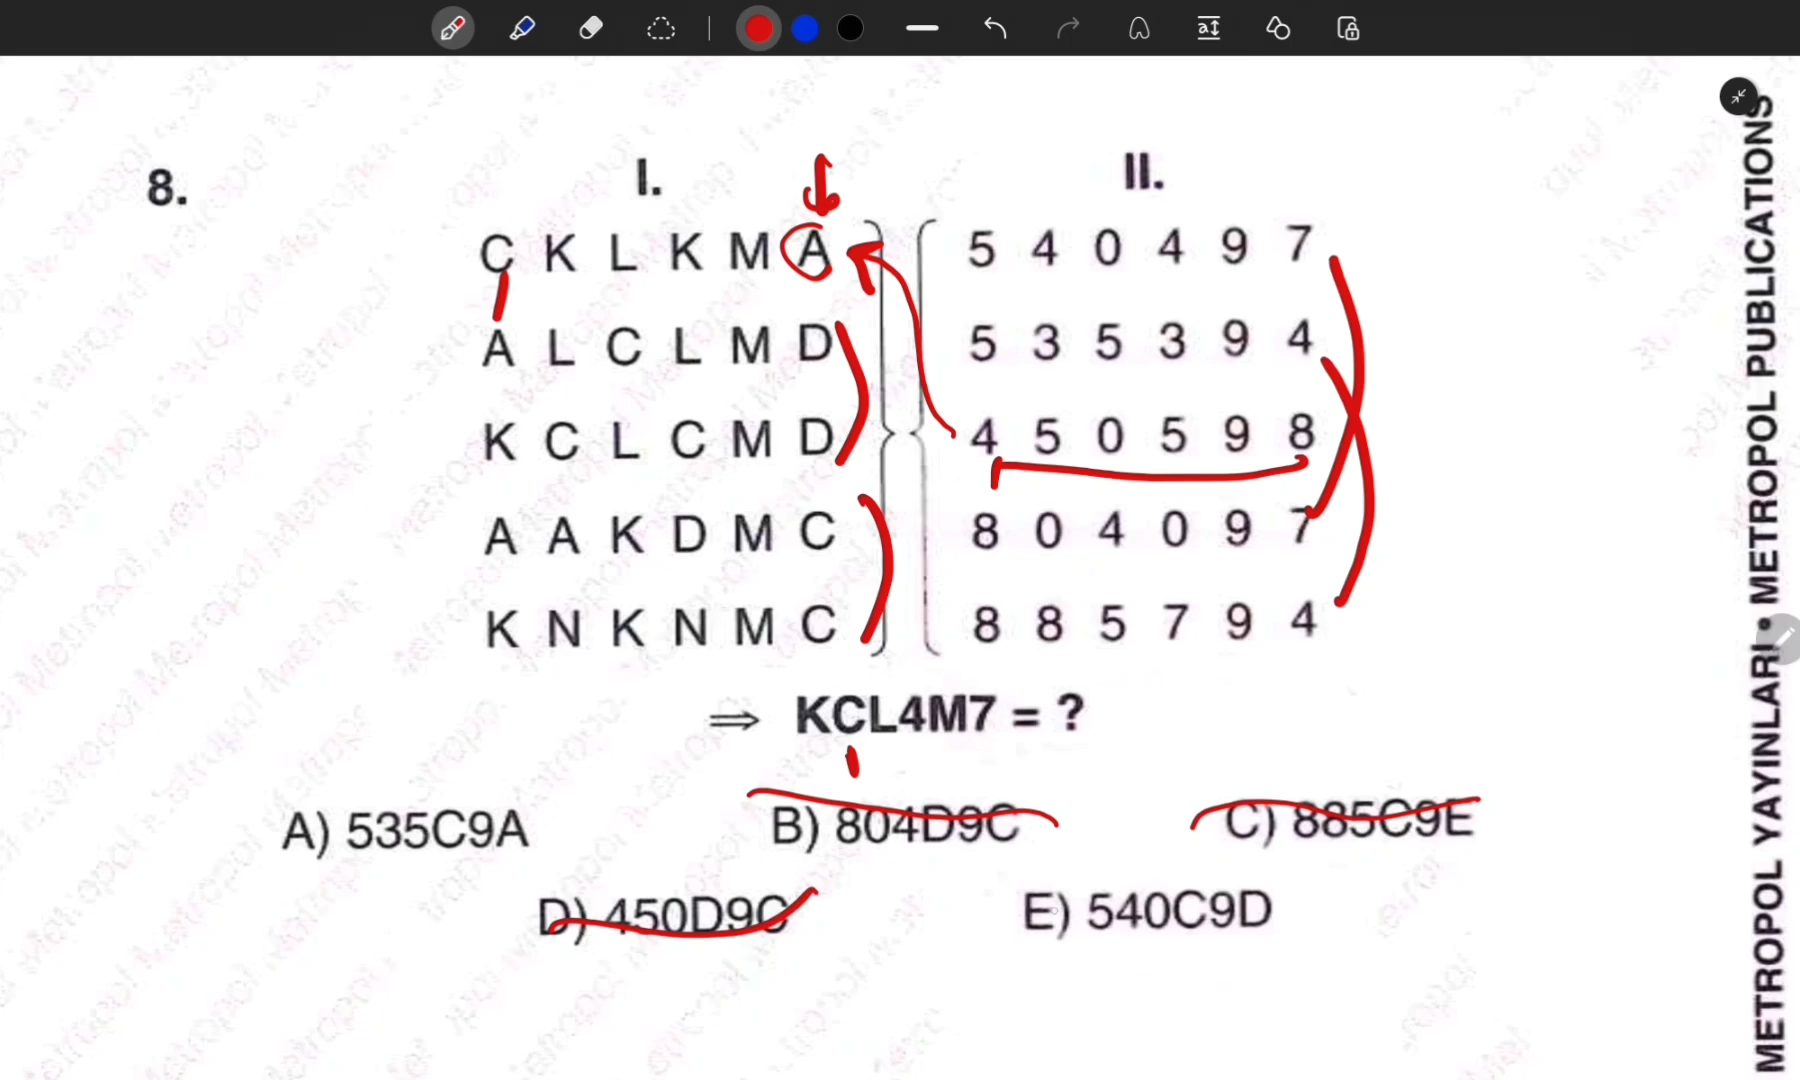 8.
I. II.
C K L K M A 5 4 0 4 9 7
A L C L M D 5 3 5 3 9 4
K C L C M D 4 5 0 5 9 8
A A K D M C 8 0 4 0 9 7
K N K N M C 8 8 5 7 9 4
⇒ KCL4M7 = ?
A) 535C9A B) 804D9C C) 885C9E
D) 450D9C E) 540C9D
METROPOL YAYINLARI • METROPOL PUBLICATIONS